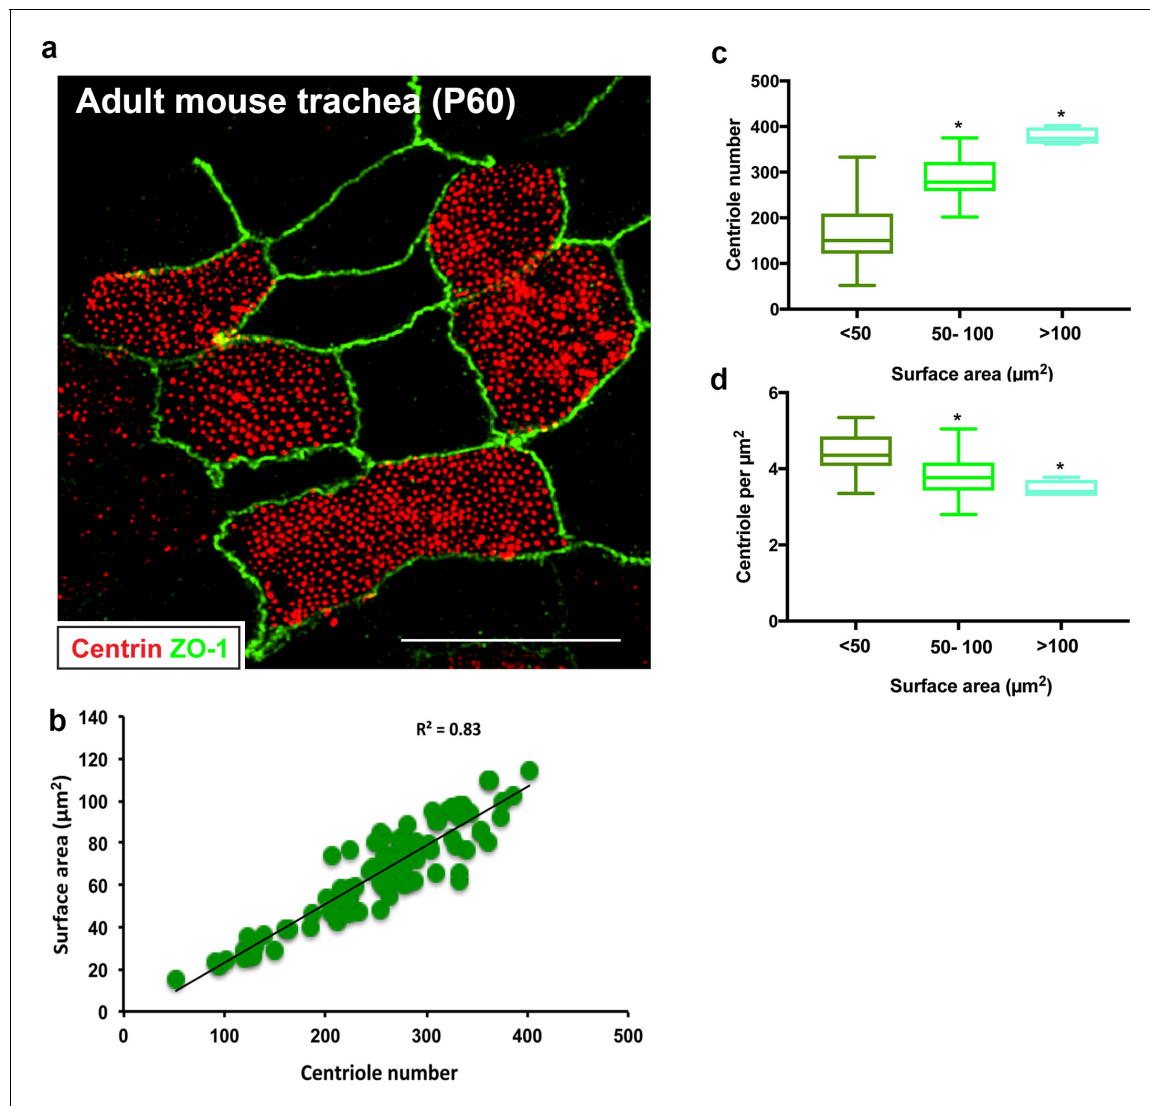 a
Adult mouse trachea (P60)
Centrin ZO-1
b
R² = 0.83
140
120
100
80
60
40
20
0
0 100 200 300 400 500
Surface area (µm²)
Centriole number
c
500
400
300
200
100
0
* *
Centriole number
<50 50- 100 >100
Surface area (µm²)
d
6
4
2
0
* *
Centriole per µm²
<50 50- 100 >100
Surface area (µm²)